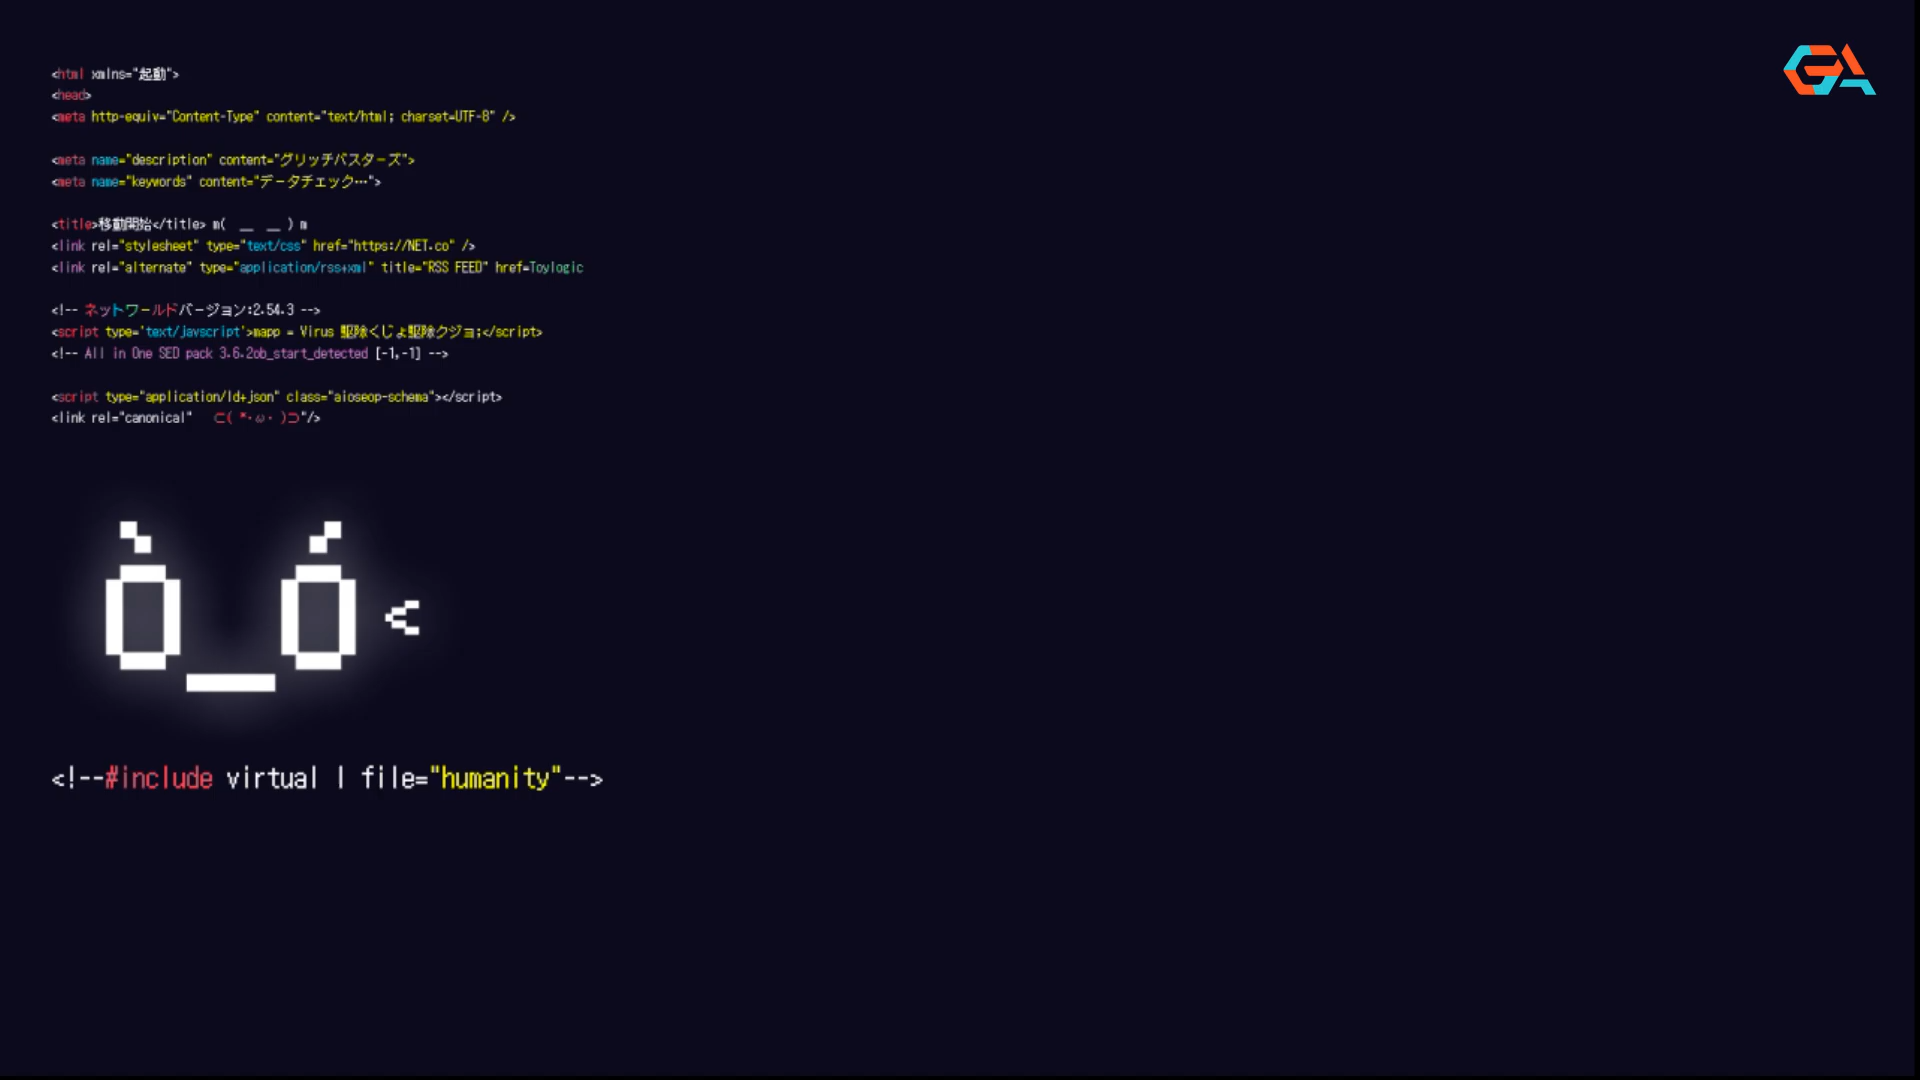 <html xmlns="起動">
<head>
<meta http-equiv="Content-Type" content="text/html; charset=UTF-8" />
<meta name="description" content="グリッチバスターズ">
<meta name="keywords" content="データチェック…">
<title>移動開始</title> m( __ __ ) m
<link rel="stylesheet" type="text/css" href="https://NET.co" />
<link rel="alternate" type="application/rss+xml" title="RSS FEED" href=Toylogic
<!-- ネットワールドバージョン:2.54.3 -->
<script type='text/javscript'>mapp = Virus 駆除くじょ駆除クジョ;</script>
<!-- All in One SEO pack 3.6.2ob_start_detected [-1,-1] -->
<script type="application/ld+json" class="aioseop-schema"></script>
<link rel="canonical" ⊂( *・ω・ )⊃"/>
ò_ó <
<!--#include virtual | file="humanity"-->
GA